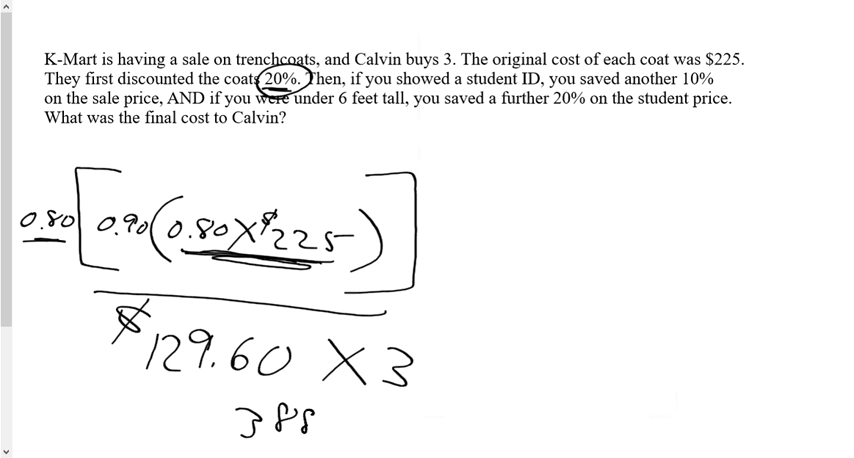 K-Mart is having a sale on trenchcoats, and Calvin buys 3. The original cost of each coat was $225.
They first discounted the coats 20%. Then, if you showed a student ID, you saved another 10%
on the sale price, AND if you were under 6 feet tall, you saved a further 20% on the student price.
What was the final cost to Calvin?
0.80[0.90(0.80X$225)]
$129.60 X 3
388